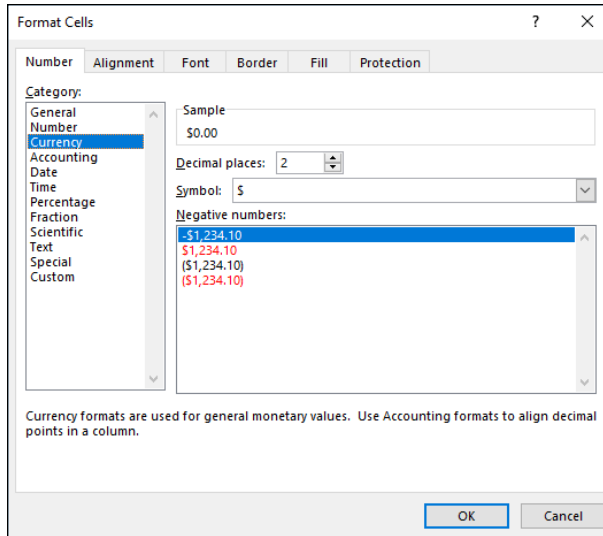 Format Cells ?
Number Alignment Font Border Fill Protection
Category:
General
Number
Currency
Accounting
Date
Time
Percentage
Fraction
Scientific
Text
Special
Custom
Sample
$0.00
Decimal places: 2
Symbol: $
Negative numbers:
-$1,234.10
$1,234.10
($1,234.10)
($1,234.10)
Currency formats are used for general monetary values.  Use Accounting formats to align decimal
points in a column.
OK Cancel